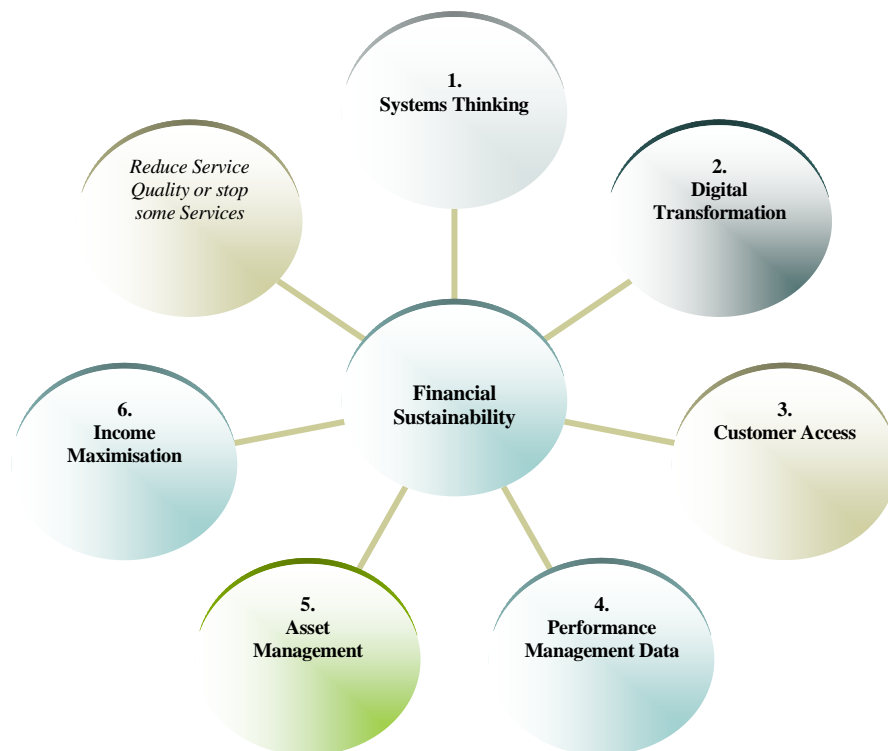 1.
Systems Thinking
2.
Digital
Transformation
3.
Customer Access
4.
Performance
Management Data
5.
Asset
Management
6.
Income
Maximisation
Reduce Service
Quality or stop
some Services
Financial
Sustainability